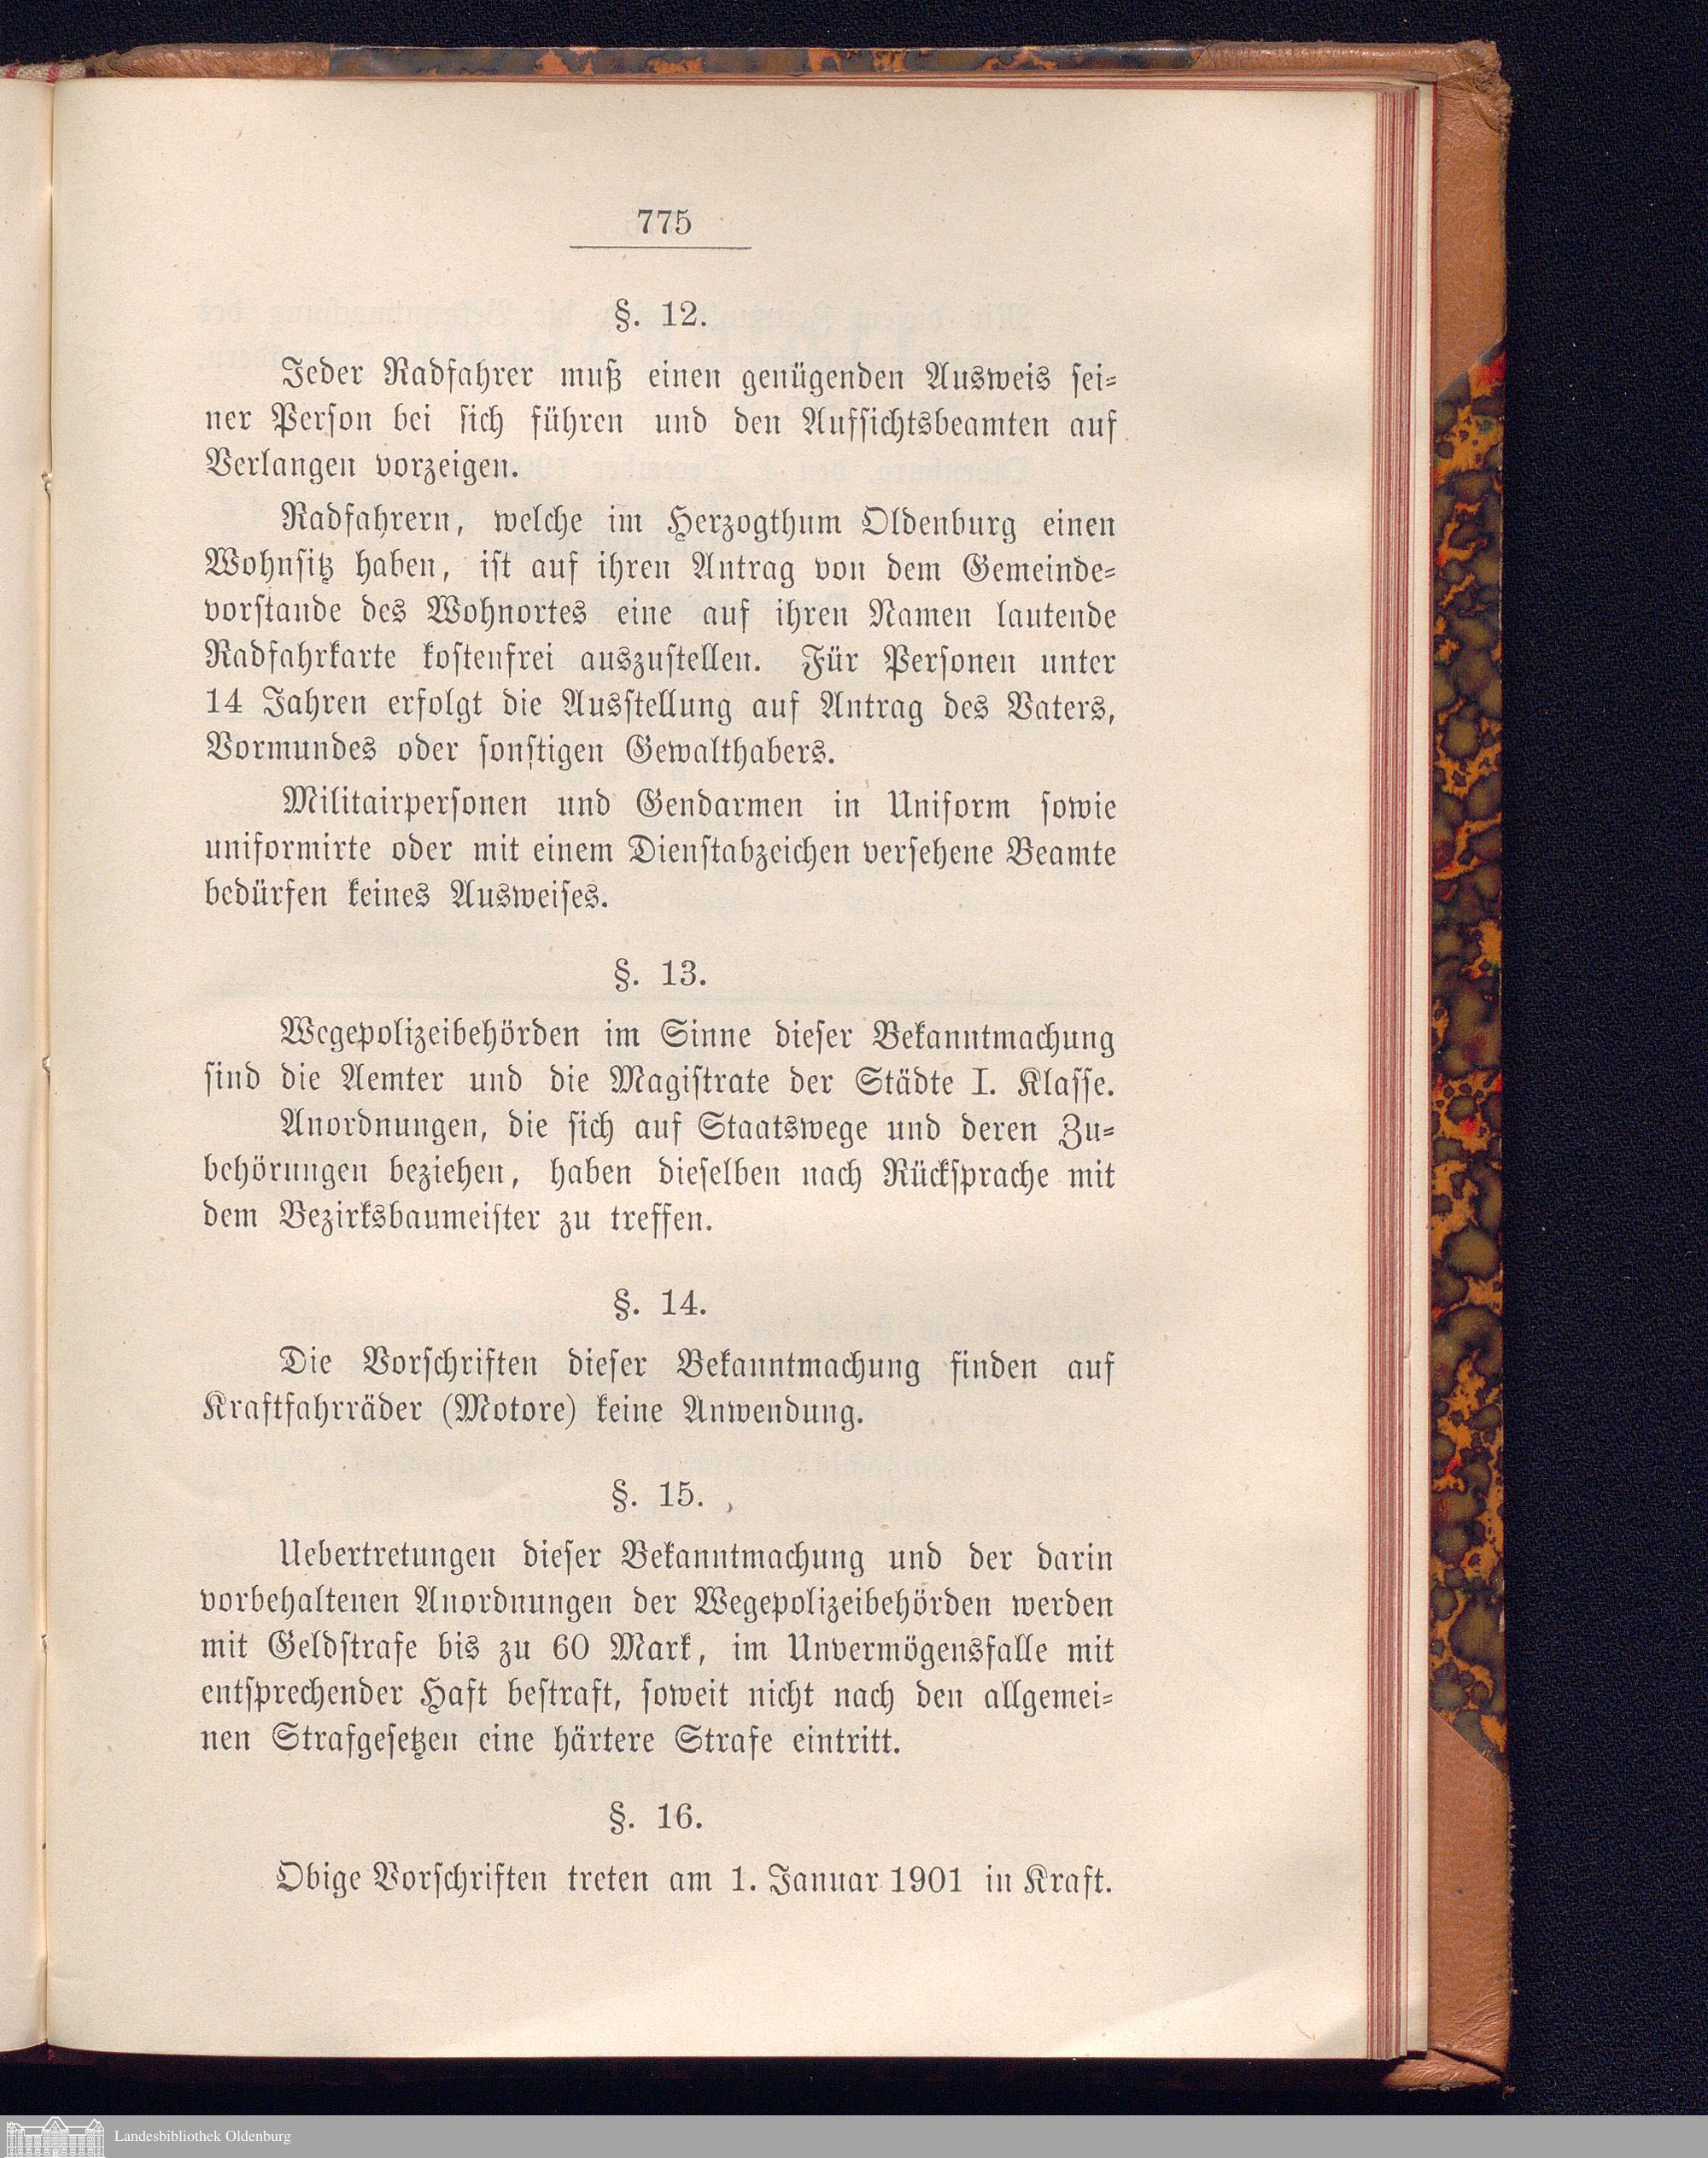 775
§. 12.
Jeder Radfahrer muß einen genügenden Ausweis sei-
ner Person bei sich führen und den Aufsichtsbeamten auf
Verlangen vorzeigen.
Radfahrern, welche im Herzogthum Oldenburg einen
Wohnsitz haben, ist auf ihren Antrag von dem Gemeinde-
vorstande des Wohnortes eine auf ihren Namen lautende
Radfahrkarte kostenfrei auszustellen. Für Personen unter
14 Jahren erfolgt die Ausstellung auf Antrag des Vaters,
Vormundes oder sonstigen Gewalthabers.
Militairpersonen und Gendarmen in Uniform sowie
uniformirte oder mit einem Dienstabzeichen versehene Beamte
bedürfen keines Ausweises.
§. 13.
Wegepolizeibehörden im Sinne dieser Bekanntmachung
sind die Aemter und die Magistrate der Städte I. Klasse.
Anordnungen, die sich auf Staatswege und deren Zu-
behörungen beziehen, haben dieselben nach Rücksprache mit
dem Bezirksbaumeister zu treffen.
§. 14.
Die Vorschriften dieser Bekanntmachung finden auf
Kraftfahrräder (Motore) keine Anwendung.
§. 15.
Uebertretungen dieser Bekanntmachung und der darin
vorbehaltenen Anordnungen der Wegepolizeibehörden werden
mit Geldstrafe bis zu 60 Mark, im Unvermögensfalle mit
entsprechender Haft bestraft, soweit nicht nach den allgemei-
nen Strafgesetzen eine härtere Strafe eintritt.
§. 16.
Obige Vorschriften treten am 1. Januar 1901 in Kraft.
Landesbibliothek Oldenburg